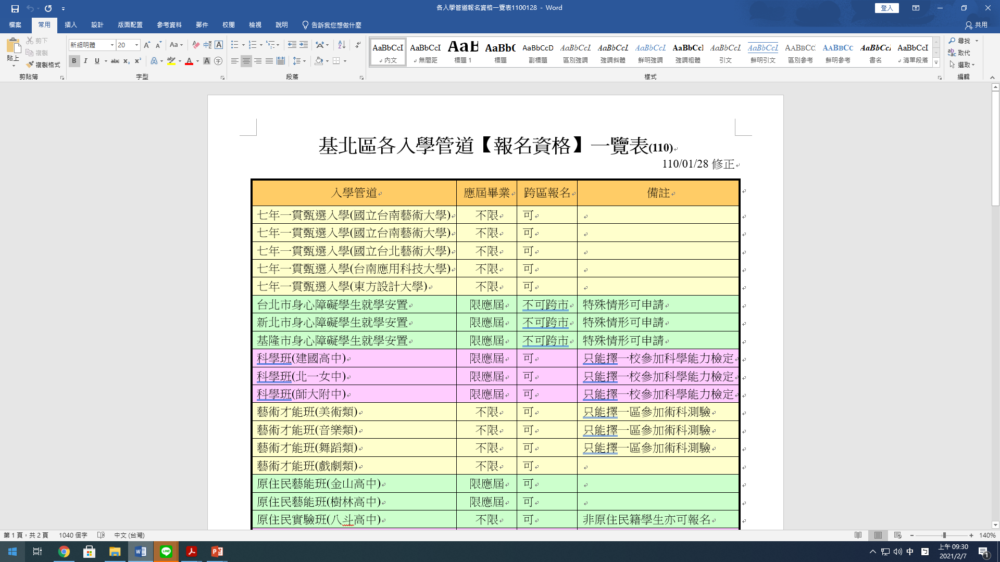 各入學管道報名資格一覽表1100128 - Word
登入
檔案 常用 插入 設計 版面配置 參考資料 郵件 校閱 檢視 說明 告訴我您想做什麼 共用
貼上
剪下
複製
複製格式
剪貼簿
新細明體 20
字型
段落
AaBbCcI 內文
AaBbCcI 無間距
AaB 標題 1
AaBbC 標題
AaBbCcD 副標題
AaBbCcL 區別強調
AaBbCcL 強調斜體
AaBbCcL 鮮明強調
AaBbCcI 強調粗體
AaBbCcL 引文
AaBbCcL 鮮明引文
AABBCC 區別參考
AABBCC 鮮明參考
AaBbCcI 書名
AaBbCcI 清單段落
樣式
尋找
取代
選取
編輯
基北區各入學管道【報名資格】一覽表(110)
110/01/28 修正
入學管道 應屆畢業 跨區報名 備註
七年一貫甄選入學(國立台南藝術大學) 不限 可
七年一貫甄選入學(國立台南藝術大學) 不限 可
七年一貫甄選入學(國立台北藝術大學) 不限 可
七年一貫甄選入學(台南應用科技大學) 不限 可
七年一貫甄選入學(東方設計大學) 不限 可
台北市身心障礙學生就學安置 限應屆 不可跨市 特殊情形可申請
新北市身心障礙學生就學安置 限應屆 不可跨市 特殊情形可申請
基隆市身心障礙學生就學安置 限應屆 不可跨市 特殊情形可申請
科學班(建國高中) 限應屆 可 只能擇一校參加科學能力檢定
科學班(北一女中) 限應屆 可 只能擇一校參加科學能力檢定
科學班(師大附中) 限應屆 可 只能擇一校參加科學能力檢定
藝術才能班(美術類) 不限 可 只能擇一區參加術科測驗
藝術才能班(音樂類) 不限 可 只能擇一區參加術科測驗
藝術才能班(舞蹈類) 不限 可 只能擇一區參加術科測驗
藝術才能班(戲劇類) 不限 可
原住民藝能班(金山高中) 限應屆 可
原住民藝能班(樹林高中) 限應屆 可
原住民實驗班(八斗高中) 不限 可 非原住民籍學生亦可報名
第 1 頁，共 2 頁 1040 個字 中文 (台灣) 140%
中 上午 09:30
2021/2/7
1